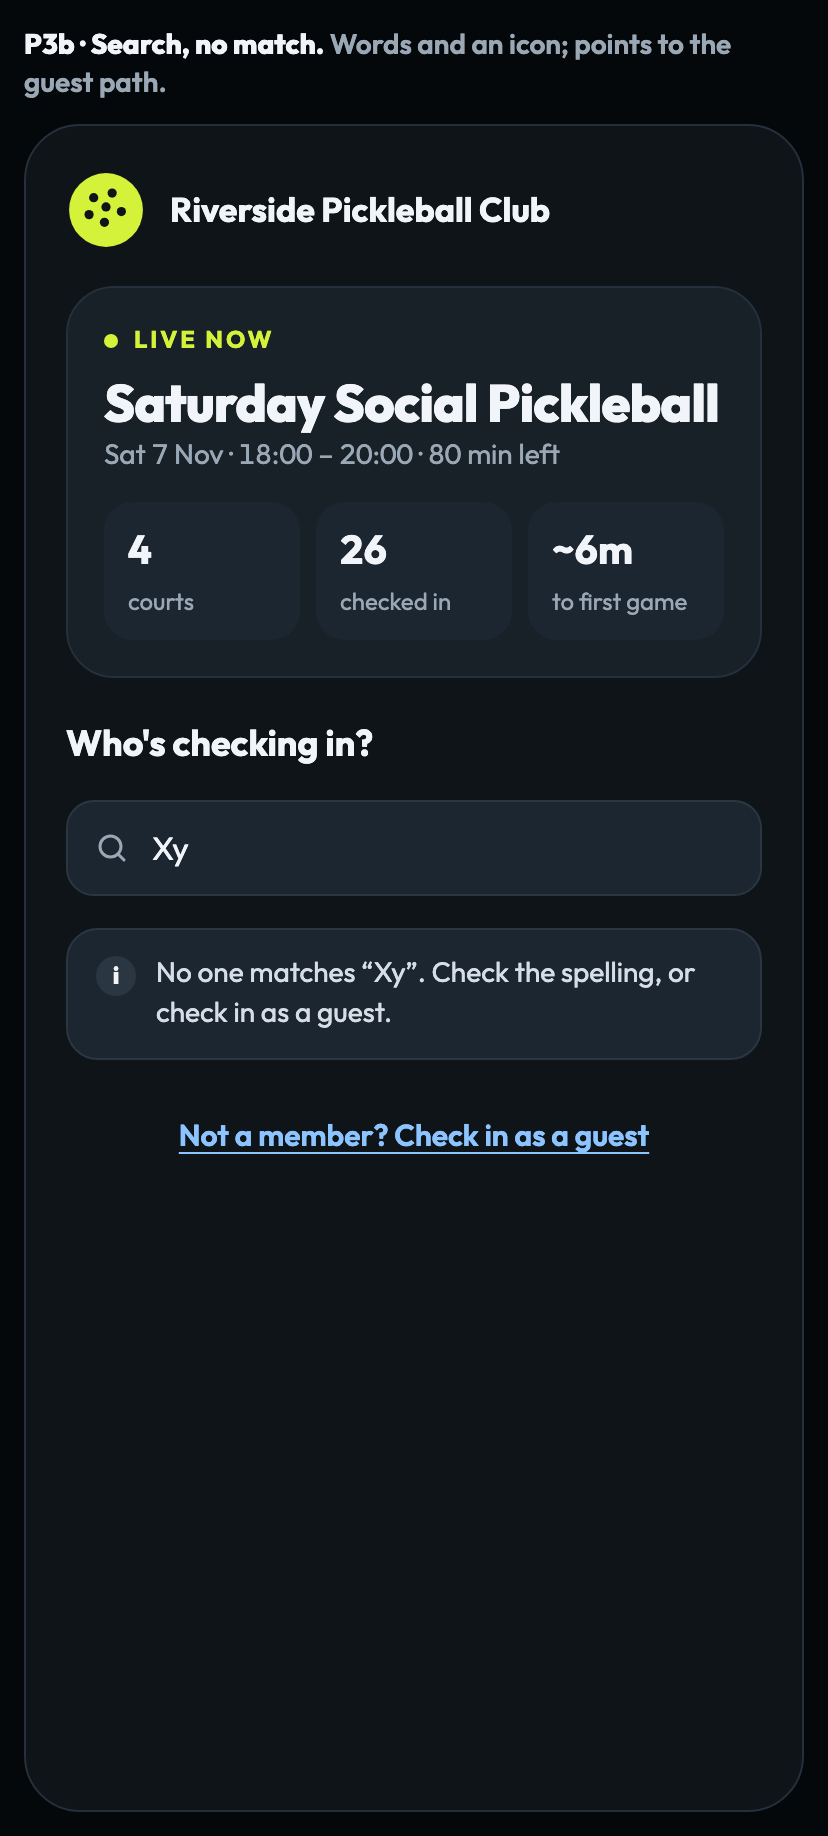 P3b · Search, no match. Words and an icon; points to the
guest path.
Riverside Pickleball Club
LIVE NOW
Saturday Social Pickleball
Sat 7 Nov · 18:00 – 20:00 · 80 min left
4
courts
26
checked in
~6m
to first game
Who's checking in?
Xy
i
No one matches “Xy”. Check the spelling, or
check in as a guest.
Not a member? Check in as a guest